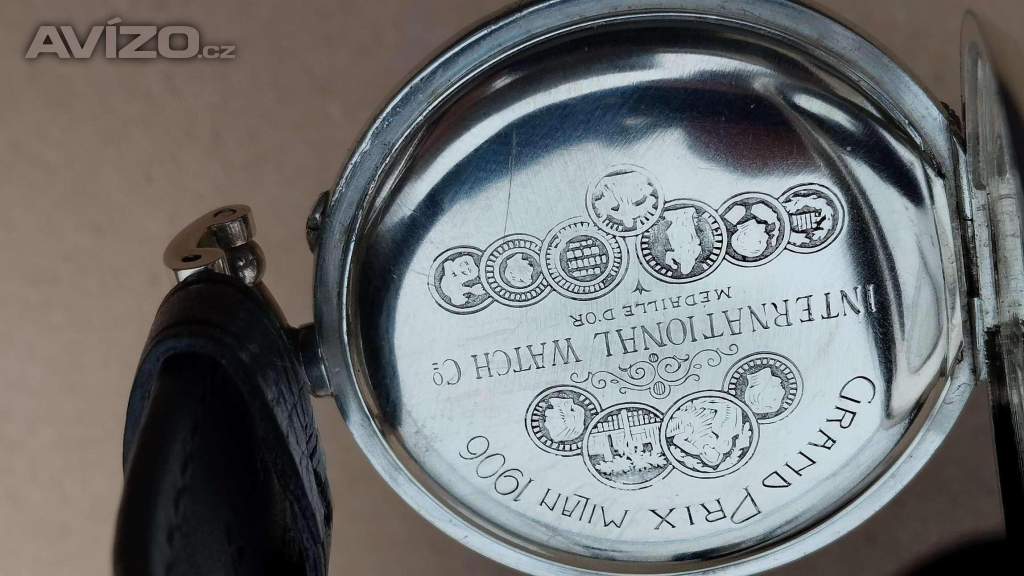 AVÍZO.CZ
GRAND PRIX MILAN 1906
INTERNATIONAL WATCH Cº
MEDAILLE D'OR